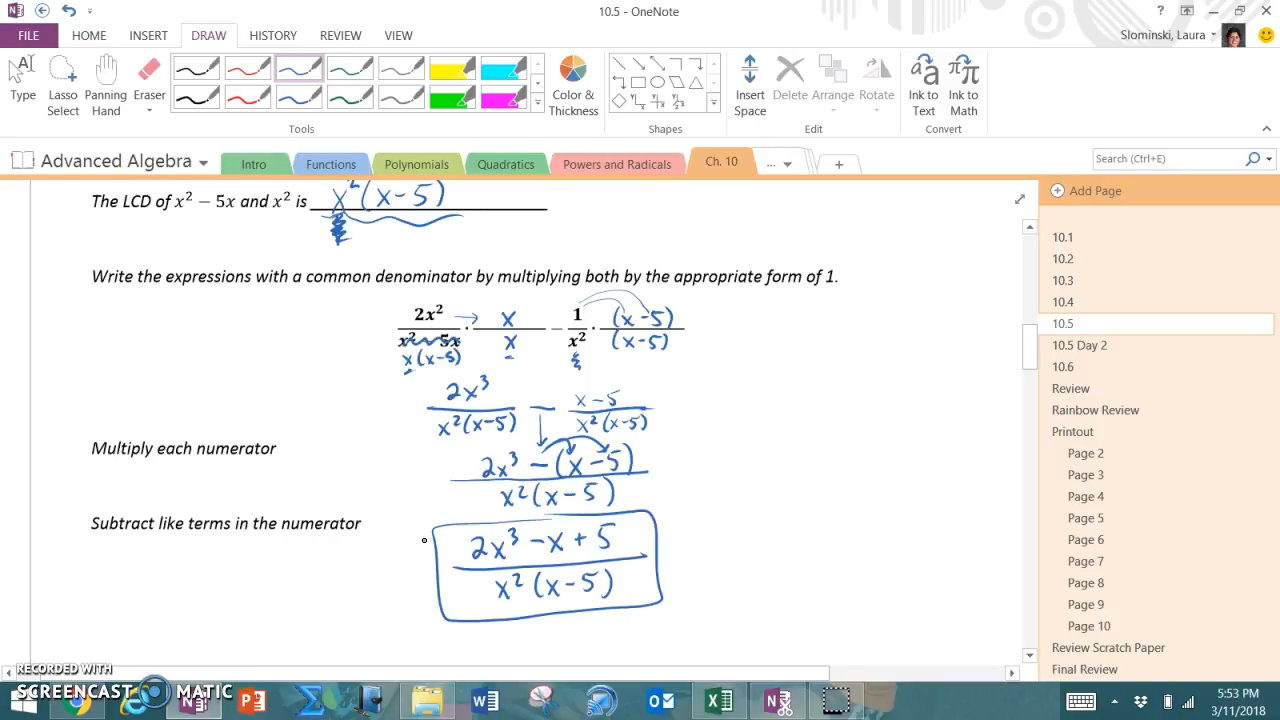 10.5 - OneNote
?
FILE HOME INSERT DRAW HISTORY REVIEW VIEW
Slominski, Laura
Type
Lasso Select
Panning Hand
Eraser
Color & Thickness
Insert Space
Delete
Arrange
Rotate
Ink to Text
Ink to Math
Tools
Shapes
Edit
Convert
Advanced Algebra
Intro
Functions
Polynomials
Quadratics
Powers and Radicals
Ch. 10
...
+
Search (Ctrl+E)
The LCD of x² − 5x and x² is x²(x-5)
Write the expressions with a common denominator by multiplying both by the appropriate form of 1.
2x² → x 1 (x-5)
x² − 5x · x − x² · (x-5)
x(x-5)
2x³ − x-5
x²(x-5) x²(x-5)
Multiply each numerator
2x³ − (x-5)
x²(x-5)
Subtract like terms in the numerator
2x³ - x + 5
x²(x-5)
Add Page
10.1
10.2
10.3
10.4
10.5
10.5 Day 2
10.6
Review
Rainbow Review
Printout
Page 2
Page 3
Page 4
Page 5
Page 6
Page 7
Page 8
Page 9
Page 10
Review Scratch Paper
Final Review
RECORDED WITH
SCREENCAST MATIC
5:53 PM
3/11/2018